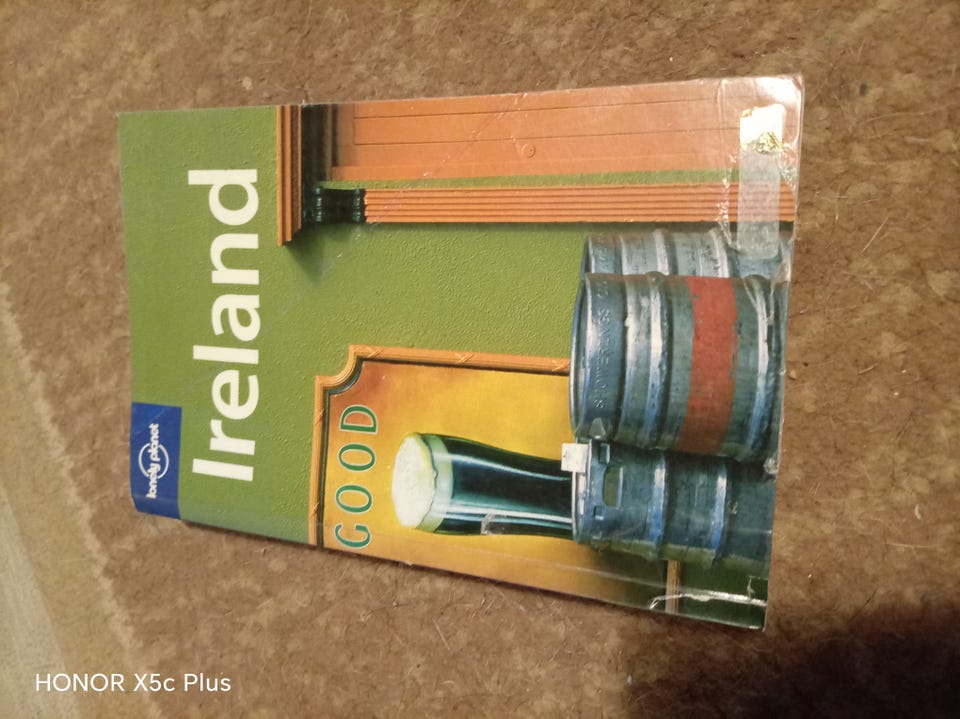 lonely planet
Ireland
GOOD
HONOR X5c Plus